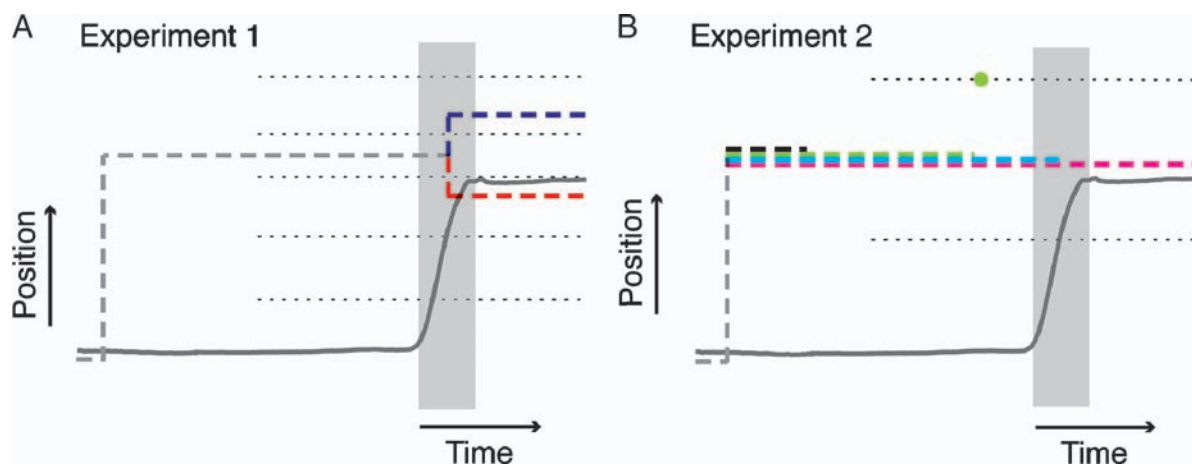 A
Experiment 1
Position
Time
B
Experiment 2
Position
Time